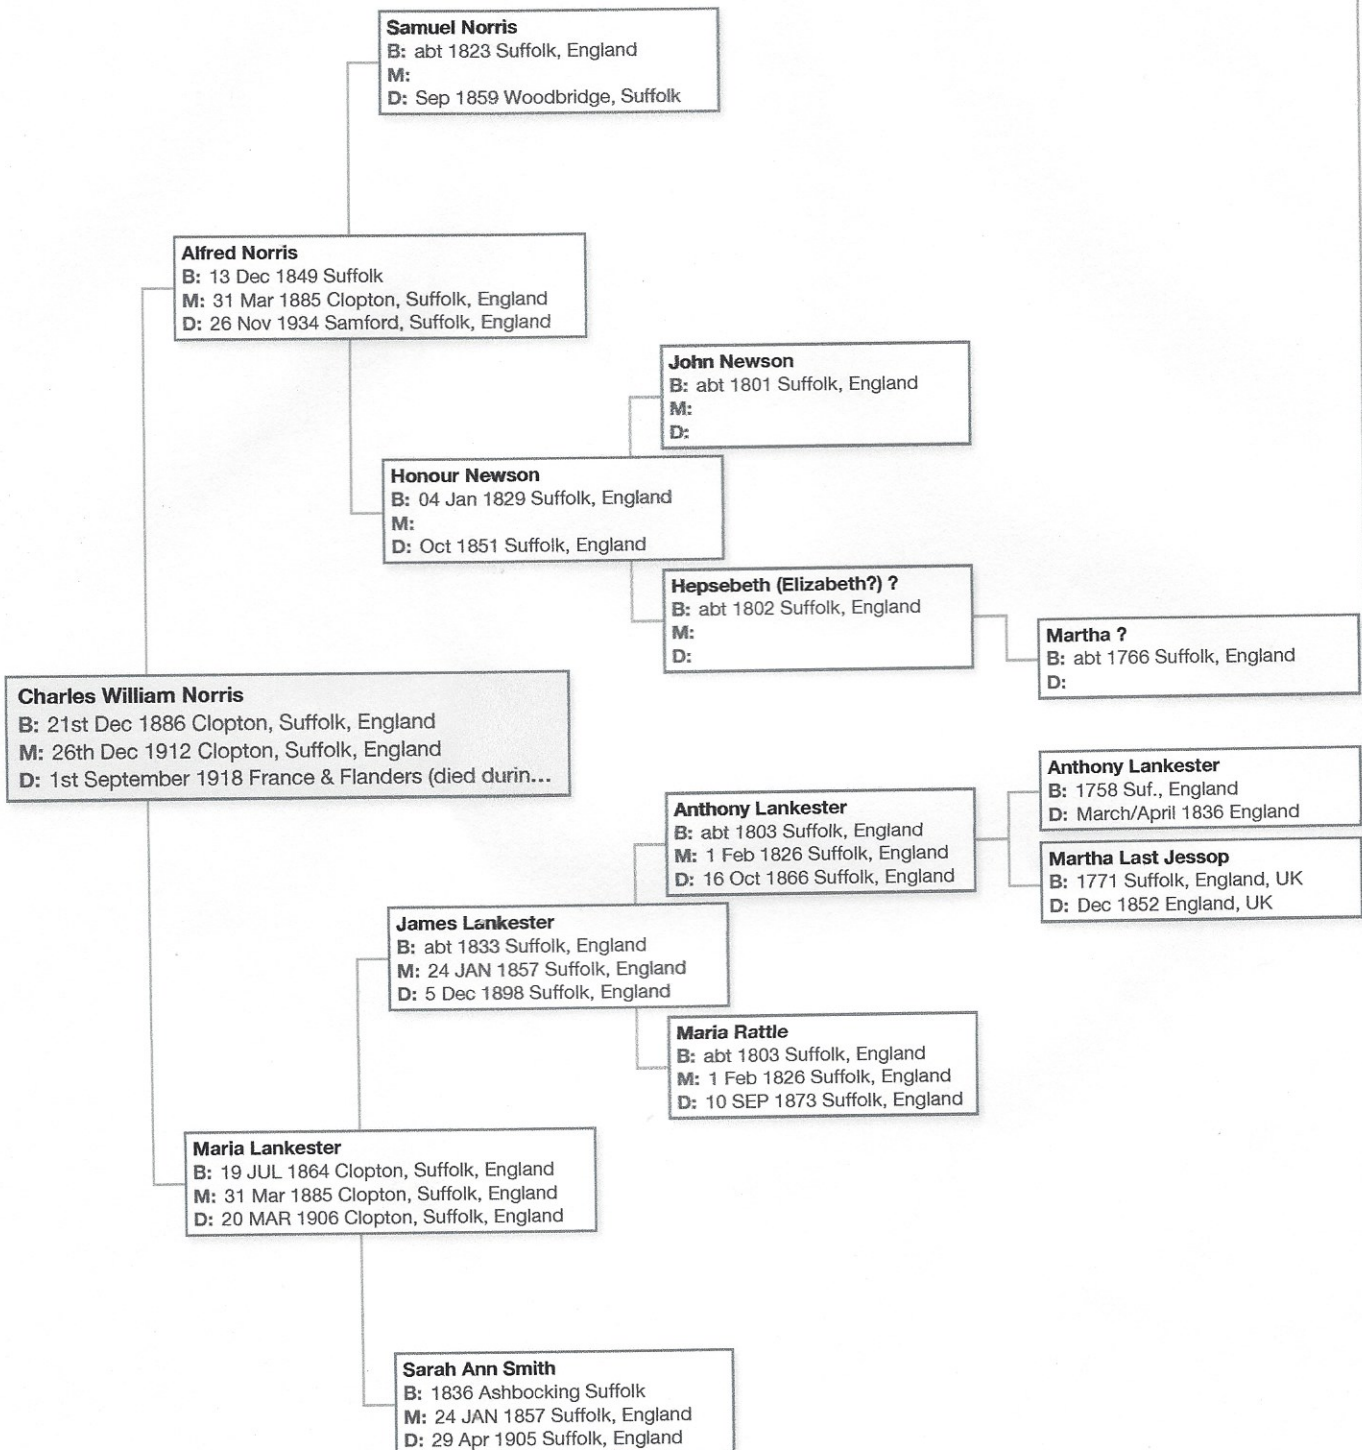 Samuel Norris
B: abt 1823 Suffolk, England
M:
D: Sep 1859 Woodbridge, Suffolk
Alfred Norris
B: 13 Dec 1849 Suffolk
M: 31 Mar 1885 Clopton, Suffolk, England
D: 26 Nov 1934 Samford, Suffolk, England
John Newson
B: abt 1801 Suffolk, England
M:
D:
Honour Newson
B: 04 Jan 1829 Suffolk, England
M:
D: Oct 1851 Suffolk, England
Hepsebeth (Elizabeth?) ?
B: abt 1802 Suffolk, England
M:
D:
Martha ?
B: abt 1766 Suffolk, England
D:
Charles William Norris
B: 21st Dec 1886 Clopton, Suffolk, England
M: 26th Dec 1912 Clopton, Suffolk, England
D: 1st September 1918 France & Flanders (died durin...
Anthony Lankester
B: 1758 Suf., England
D: March/April 1836 England
Anthony Lankester
B: abt 1803 Suffolk, England
M: 1 Feb 1826 Suffolk, England
D: 16 Oct 1866 Suffolk, England
Martha Last Jessop
B: 1771 Suffolk, England, UK
D: Dec 1852 England, UK
James Lankester
B: abt 1833 Suffolk, England
M: 24 JAN 1857 Suffolk, England
D: 5 Dec 1898 Suffolk, England
Maria Rattle
B: abt 1803 Suffolk, England
M: 1 Feb 1826 Suffolk, England
D: 10 SEP 1873 Suffolk, England
Maria Lankester
B: 19 JUL 1864 Clopton, Suffolk, England
M: 31 Mar 1885 Clopton, Suffolk, England
D: 20 MAR 1906 Clopton, Suffolk, England
Sarah Ann Smith
B: 1836 Ashbocking Suffolk
M: 24 JAN 1857 Suffolk, England
D: 29 Apr 1905 Suffolk, England